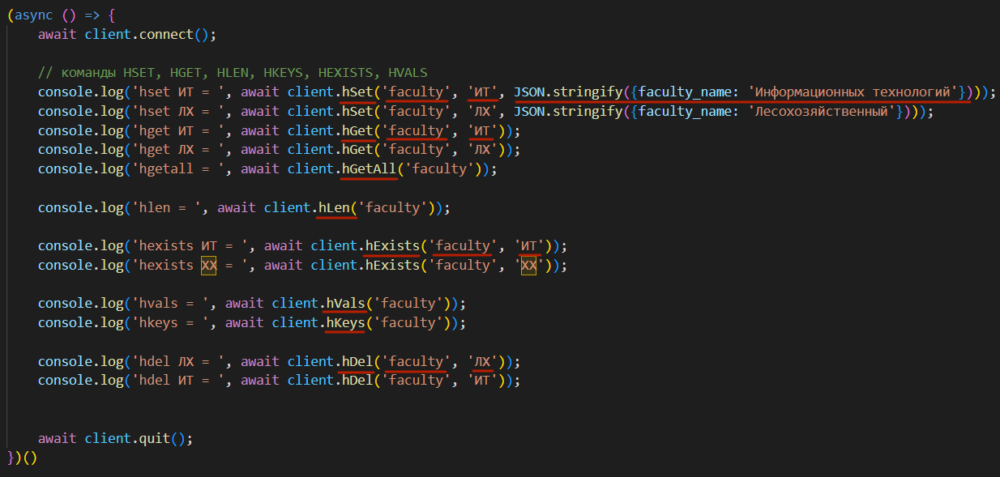 (async () => {
    await client.connect();
    // команды HSET, HGET, HLEN, HKEYS, HEXISTS, HVALS
    console.log('hset ИТ = ', await client.hSet('faculty', 'ИТ', JSON.stringify({faculty_name: 'Информационных технологий'})));
    console.log('hset ЛХ = ', await client.hSet('faculty', 'ЛХ', JSON.stringify({faculty_name: 'Лесохозяйственный'})));
    console.log('hget ИТ = ', await client.hGet('faculty', 'ИТ'));
    console.log('hget ЛХ = ', await client.hGet('faculty', 'ЛХ'));
    console.log('hgetall = ', await client.hGetAll('faculty'));
    console.log('hlen = ', await client.hLen('faculty'));
    console.log('hexists ИТ = ', await client.hExists('faculty', 'ИТ'));
    console.log('hexists ХХ = ', await client.hExists('faculty', 'ХХ'));
    console.log('hvals = ', await client.hVals('faculty'));
    console.log('hkeys = ', await client.hKeys('faculty'));
    console.log('hdel ЛХ = ', await client.hDel('faculty', 'ЛХ'));
    console.log('hdel ИТ = ', await client.hDel('faculty', 'ИТ'));
    await client.quit();
})()